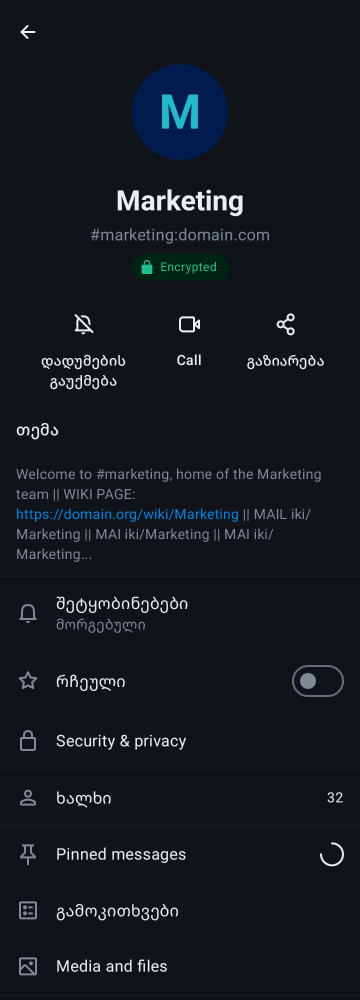 M
Marketing
#marketing:domain.com
Encrypted
დადუმების
გაუქმება
Call
გაზიარება
თემა
Welcome to #marketing, home of the Marketing
team || WIKI PAGE:
https://domain.org/wiki/Marketing || MAIL iki/
Marketing || MAI iki/Marketing || MAI iki/
Marketing...
შეტყობინებები
მორგებული
რჩეული
Security & privacy
ხალხი
32
Pinned messages
გამოკითხვები
Media and files